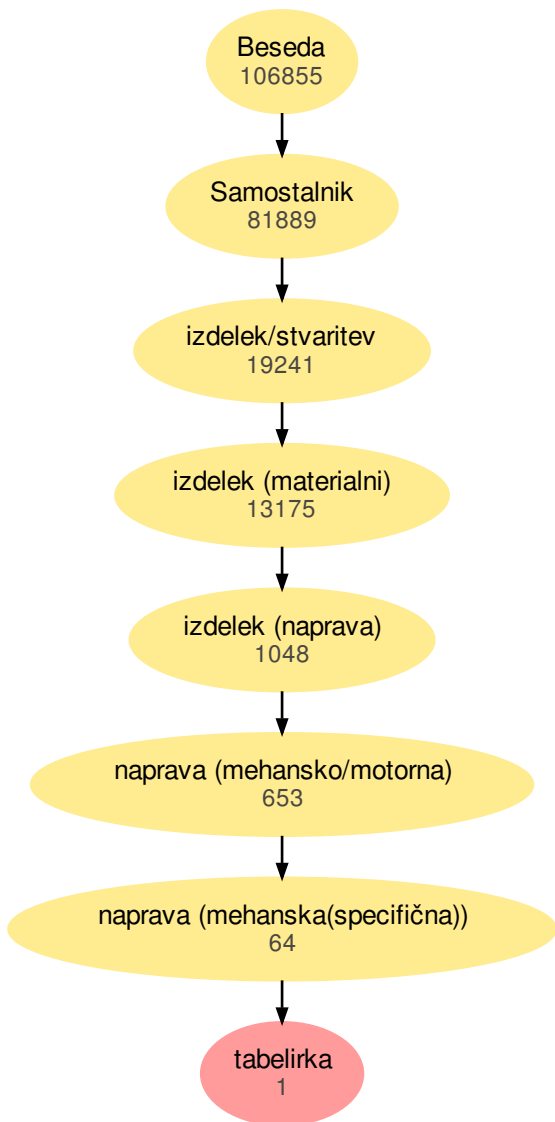 Beseda
106855
Samostalnik
81889
izdelek/stvaritev
19241
izdelek (materialni)
13175
izdelek (naprava)
1048
naprava (mehansko/motorna)
653
naprava (mehanska(specifična))
64
tabelirka
1